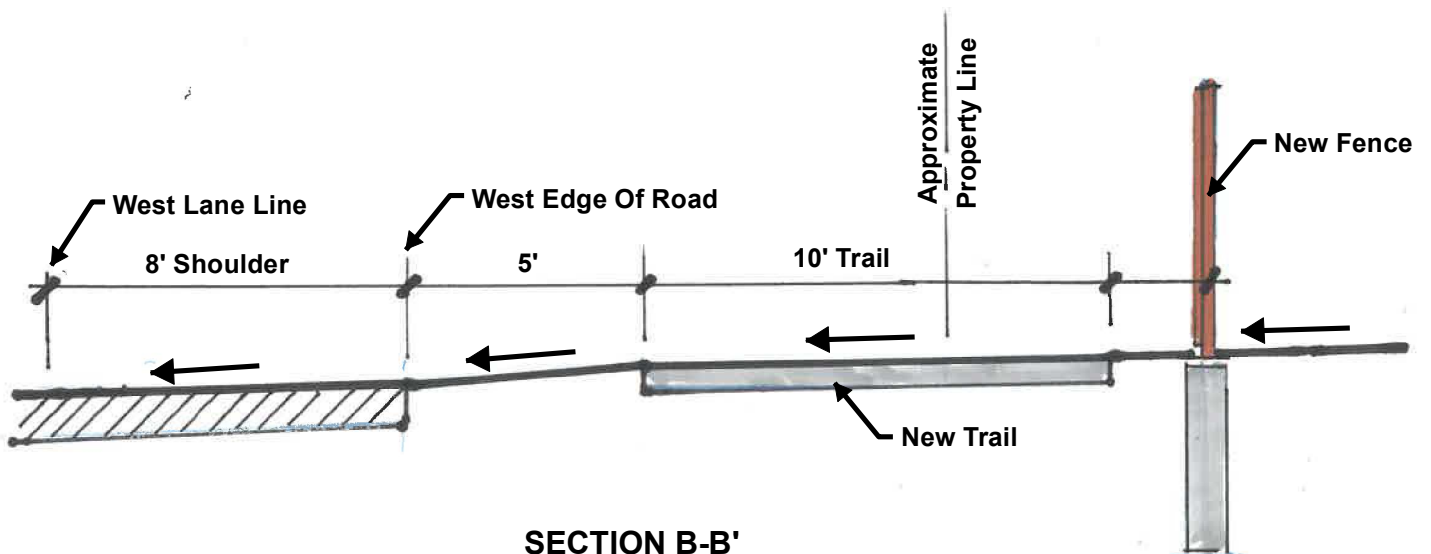 Approximate
Property Line
New Fence
West Lane Line
West Edge Of Road
8' Shoulder
5'
10' Trail
New Trail
SECTION B-B'